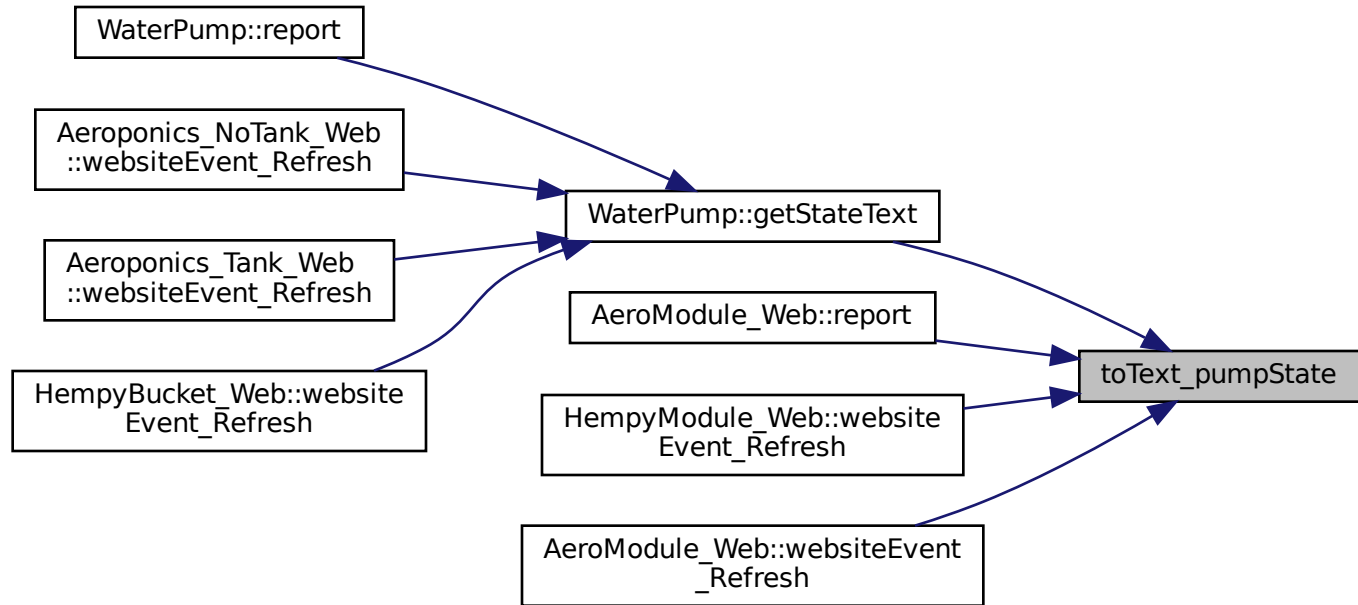 WaterPump::report
Aeroponics_NoTank_Web
::websiteEvent_Refresh
Aeroponics_Tank_Web
::websiteEvent_Refresh
HempyBucket_Web::website
Event_Refresh
WaterPump::getStateText
AeroModule_Web::report
HempyModule_Web::website
Event_Refresh
AeroModule_Web::websiteEvent
_Refresh
toText_pumpState